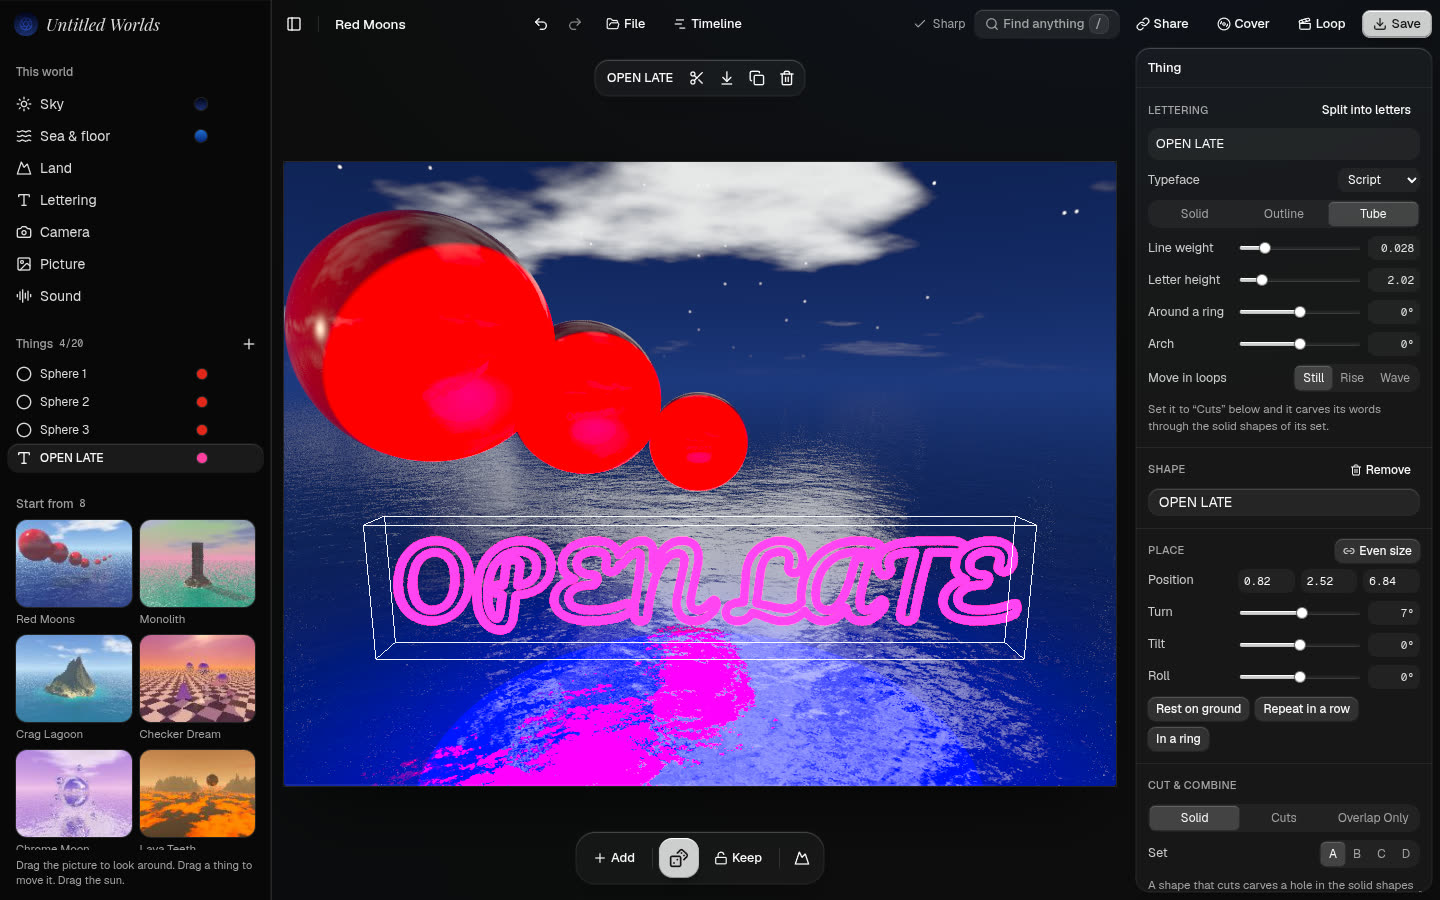 Untitled Worlds
Red Moons
File
Timeline
Sharp
Find anything /
Share
Cover
Loop
Save
This world
Sky
Sea & floor
Land
Lettering
Camera
Picture
Sound
Things 4/20
Sphere 1
Sphere 2
Sphere 3
OPEN LATE
Start from 8
Red Moons
Monolith
Crag Lagoon
Checker Dream
Chrome Moon
Lava Teeth
Drag the picture to look around. Drag a thing to
move it. Drag the sun.
OPEN LATE
OPEN LATE
Add
Keep
Thing
LETTERING
Split into letters
OPEN LATE
Typeface
Script
Solid
Outline
Tube
Line weight
0.028
Letter height
2.02
Around a ring
0°
Arch
0°
Move in loops
Still
Rise
Wave
Set it to “Cuts” below and it carves its words
through the solid shapes of its set.
SHAPE
Remove
OPEN LATE
PLACE
Even size
Position
0.82
2.52
6.84
Turn
7°
Tilt
0°
Roll
0°
Rest on ground
Repeat in a row
In a ring
CUT & COMBINE
Solid
Cuts
Overlap Only
Set
A
B
C
D
A shape that cuts carves a hole in the solid shapes